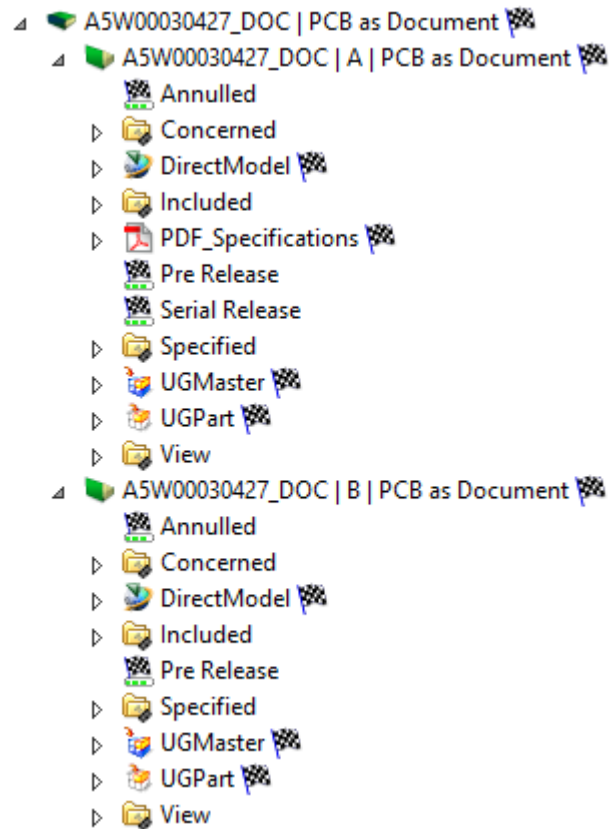 A5W00030427_DOC | PCB as Document
A5W00030427_DOC | A | PCB as Document
Annulled
Concerned
DirectModel
Included
PDF_Specifications
Pre Release
Serial Release
Specified
UGMaster
UGPart
View
A5W00030427_DOC | B | PCB as Document
Annulled
Concerned
DirectModel
Included
Pre Release
Specified
UGMaster
UGPart
View